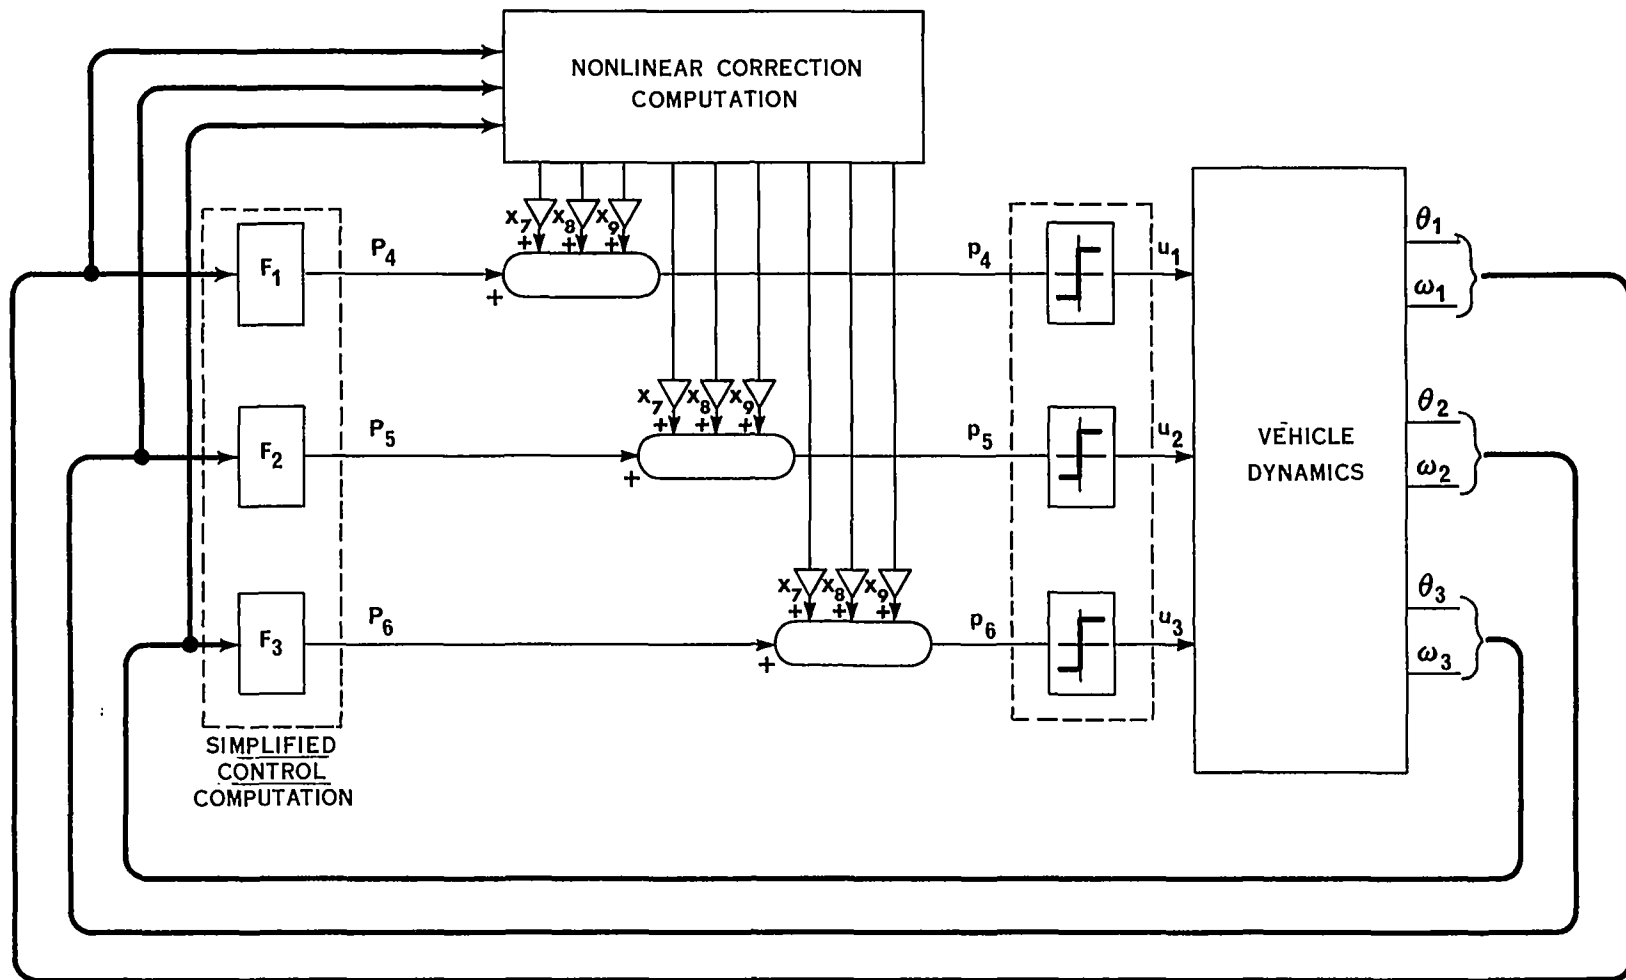 NONLINEAR CORRECTION
COMPUTATION
x7 x8 x9
+ + +
F1 P4 + p4 u1
θ1
ω1
x7 x8 x9
+ + +
F2 P5 + p5 u2
VEHICLE
DYNAMICS
θ2
ω2
x7 x8 x9
+ + +
F3 P6 + p6 u3
θ3
ω3
SIMPLIFIED
CONTROL
COMPUTATION